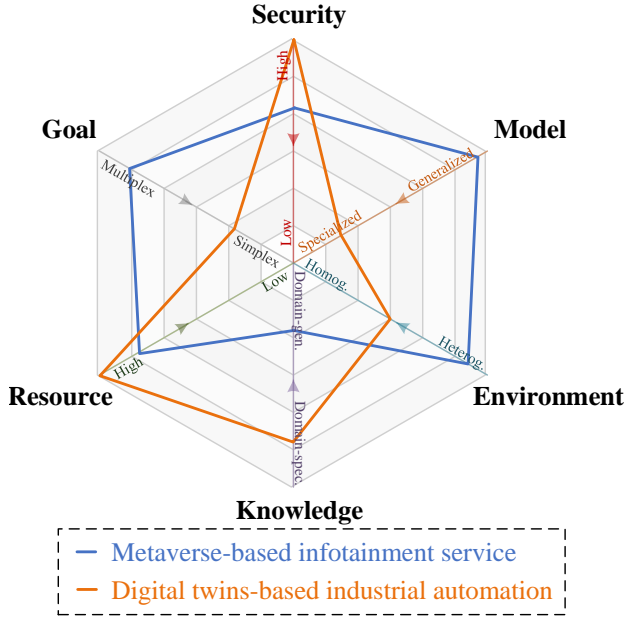 Security
High
Goal
Model
Multiplex
Generalized
Low
Specialized
Simplex
Homog.
Low
Domain-gen.
Heterog.
High
Resource
Environment
Domain-spec.
Knowledge
Metaverse-based infotainment service
Digital twins-based industrial automation